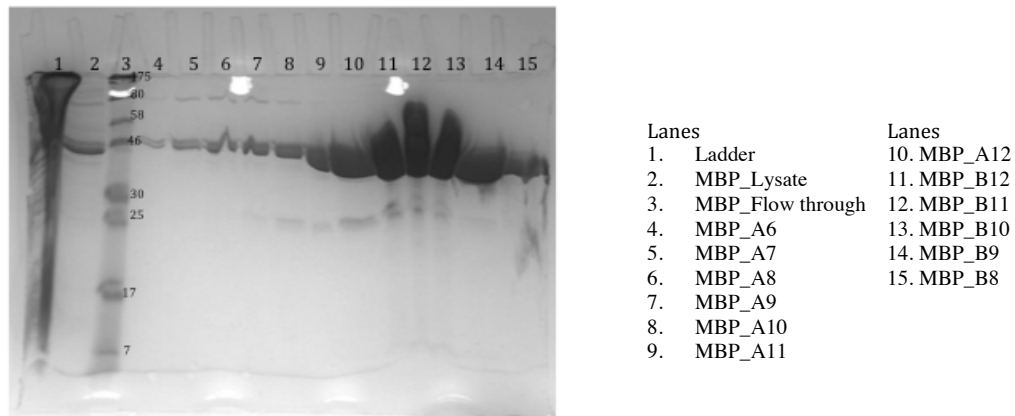 1 2 3 4 5 6 7 8 9 10 11 12 13 14 15
175
80
58
46
30
25
17
7
Lanes
1. Ladder
2. MBP_Lysate
3. MBP_Flow through
4. MBP_A6
5. MBP_A7
6. MBP_A8
7. MBP_A9
8. MBP_A10
9. MBP_A11
Lanes
10. MBP_A12
11. MBP_B12
12. MBP_B11
13. MBP_B10
14. MBP_B9
15. MBP_B8